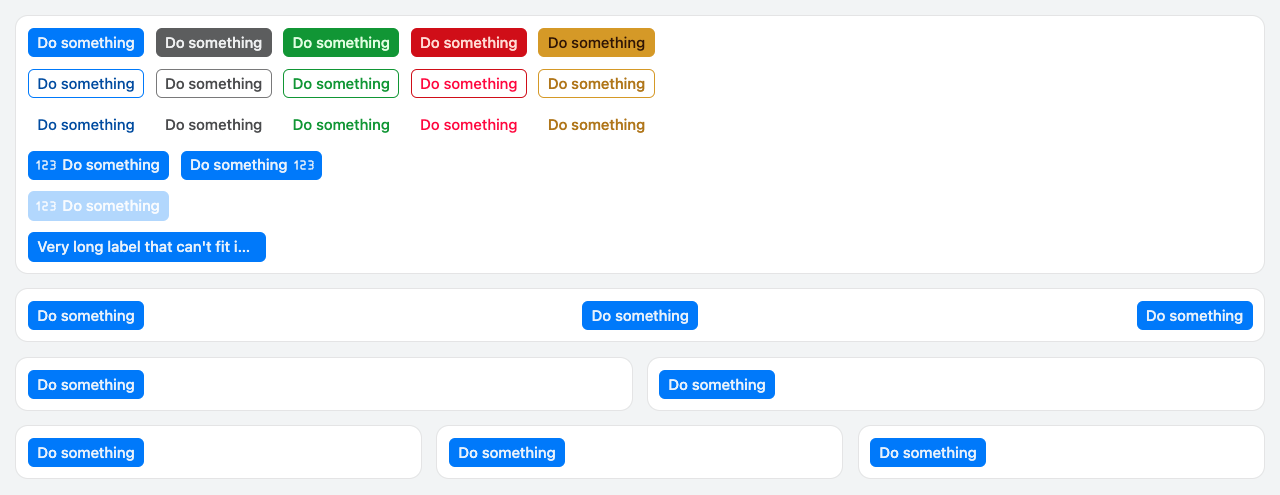 Do something Do something Do something Do something Do something
Do something Do something Do something Do something Do something
Do something Do something Do something Do something Do something
123 Do something Do something 123
123 Do something
Very long label that can't fit i...
Do something Do something Do something
Do something Do something
Do something Do something Do something